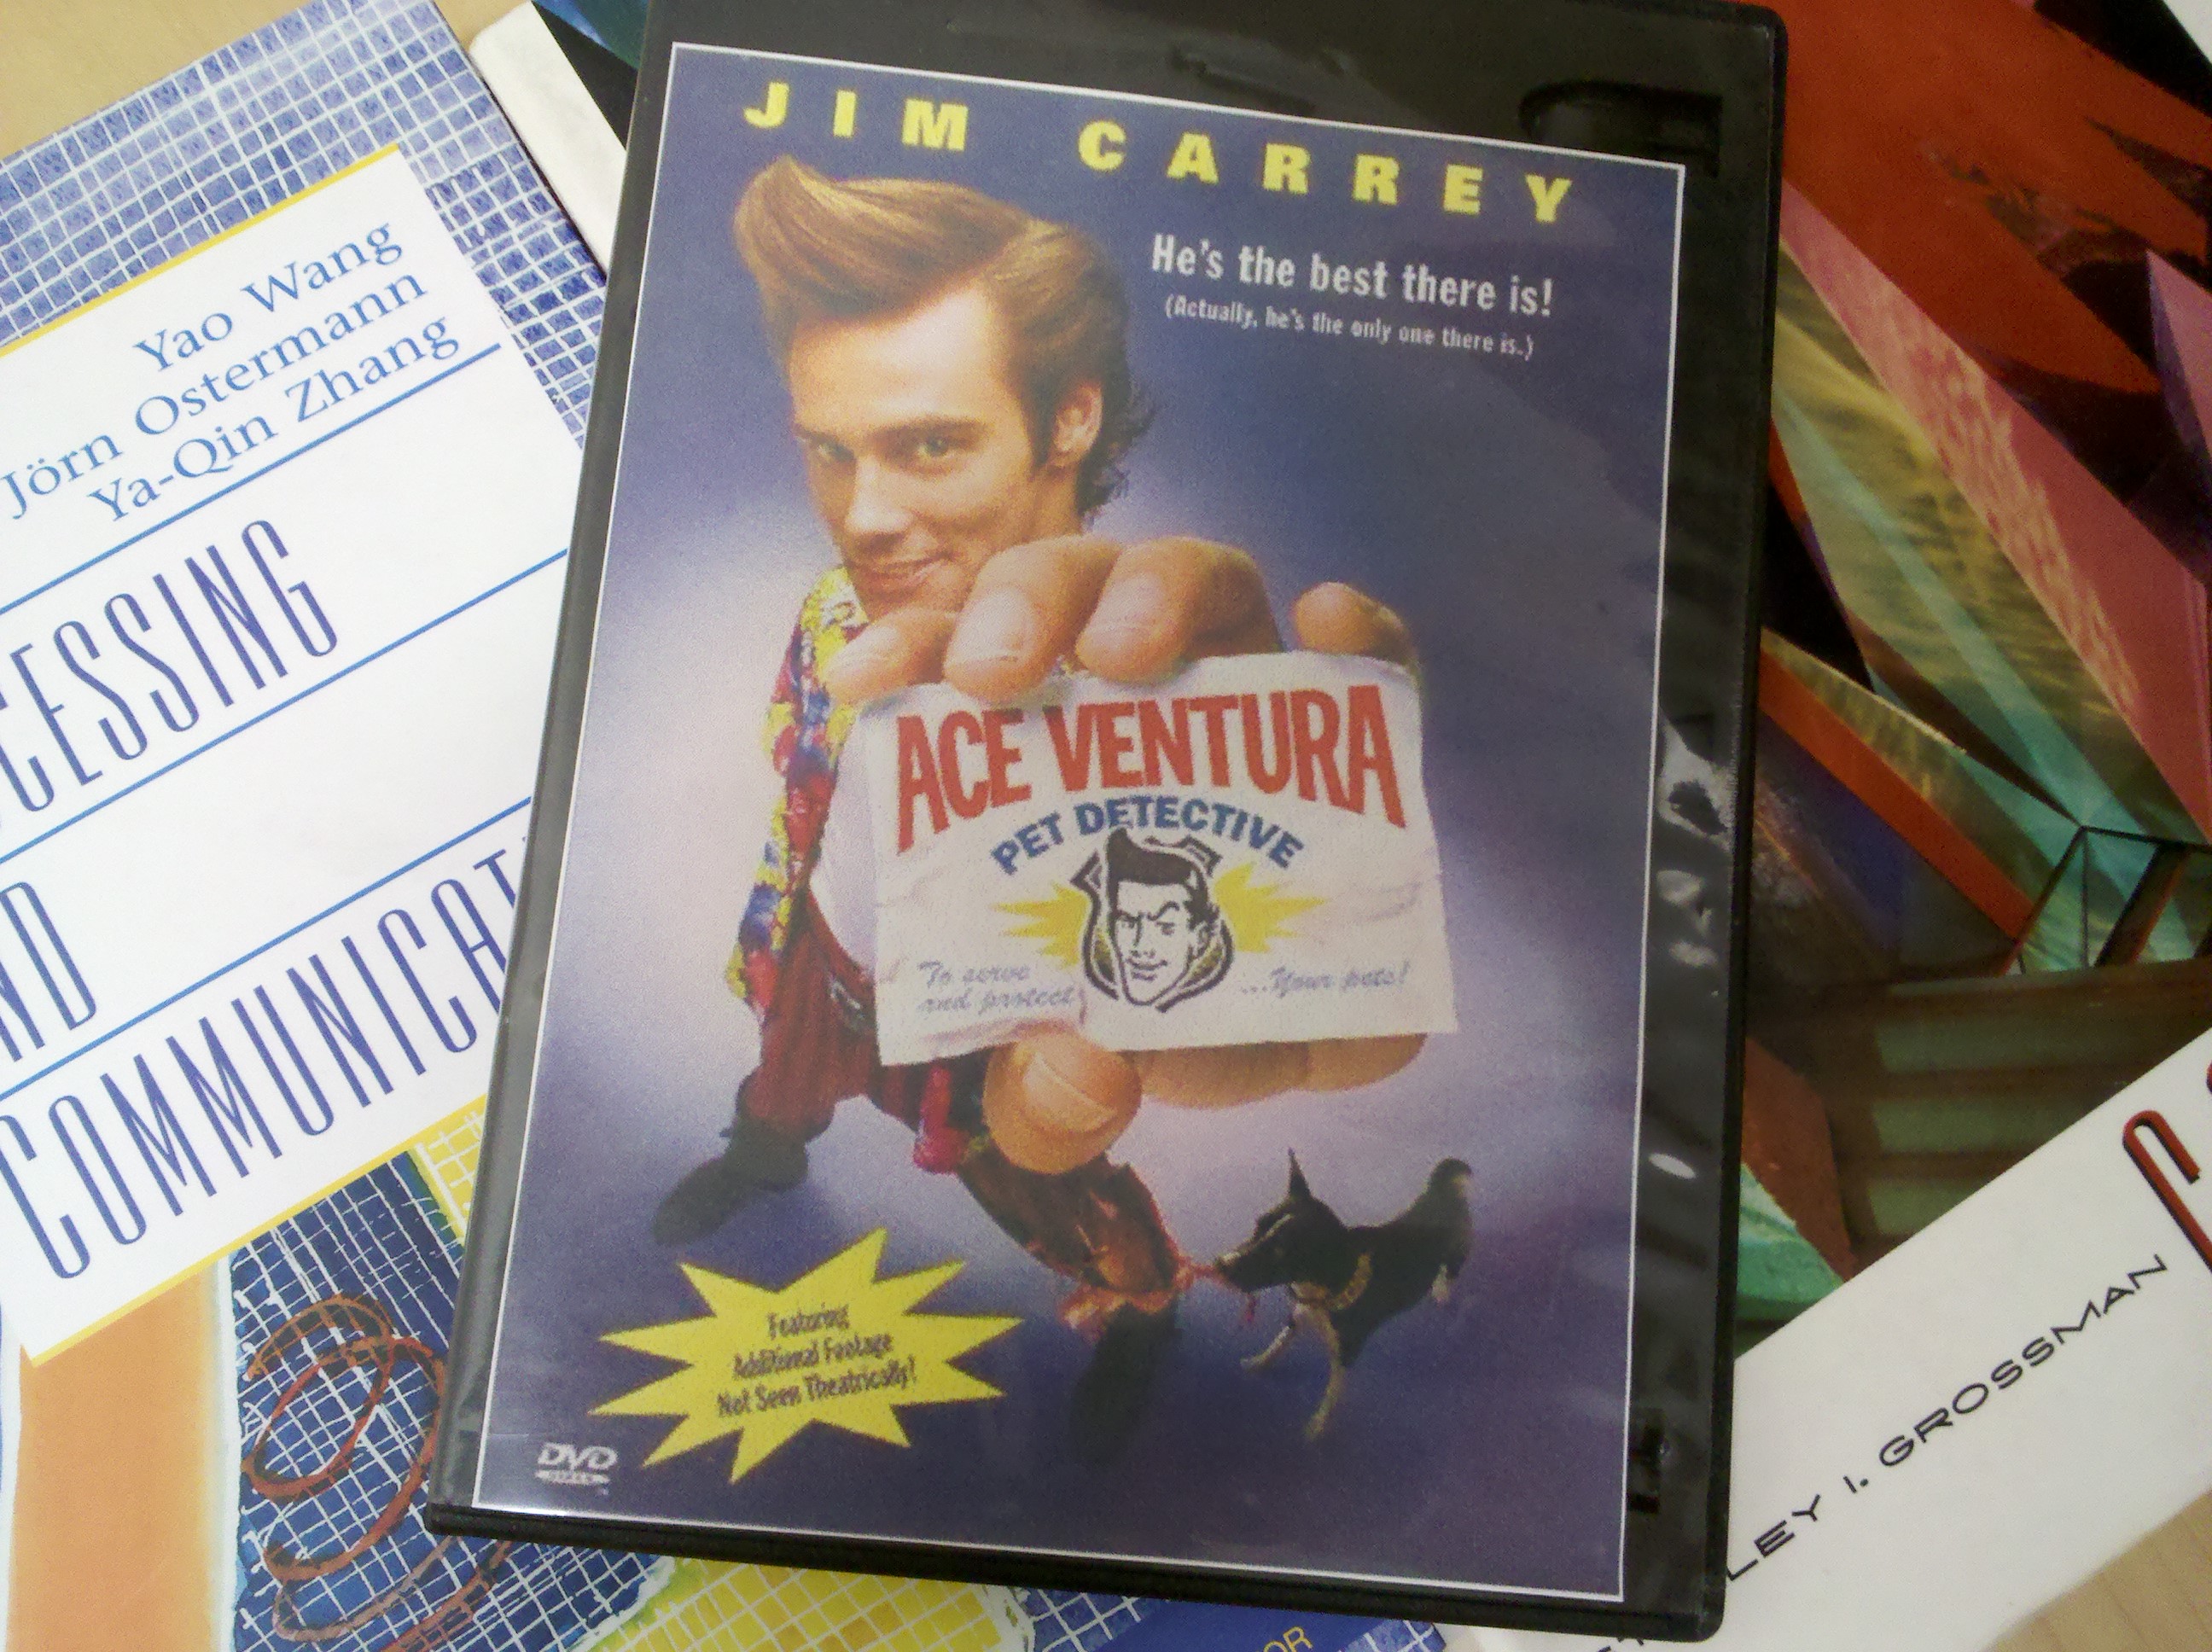 Yao Wang
Jörn Ostermann
Ya-Qin Zhang
CESSING
ND
COMMUNICAT
JIM CARREY
He's the best there is!
(Actually, he's the only one there is.)
ACE VENTURA
PET DETECTIVE
To serve
and protect
...Your pets!
Featuring
Additional Footage
Not Seen Theatrically!
DVD
VIDEO
LEY I. GROSSMAN
OR